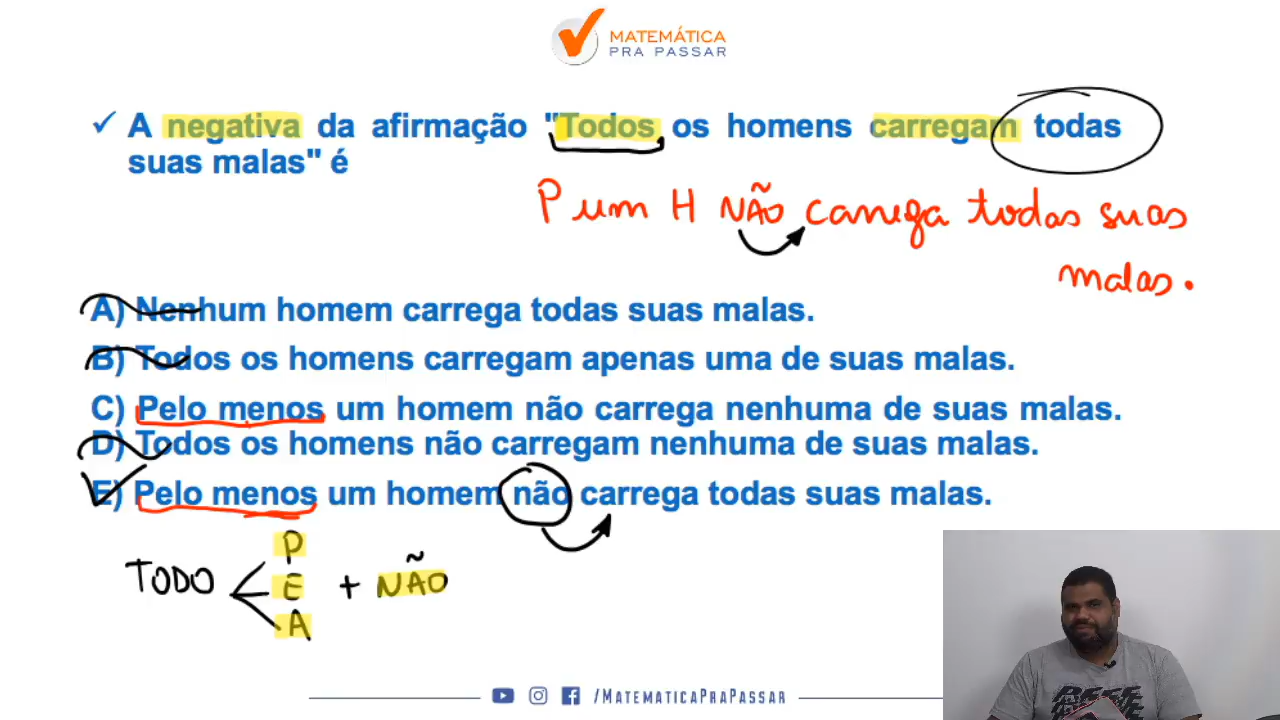 MATEMÁTICA
PRA PASSAR
✓ A negativa da afirmação "Todos os homens carregam todas
suas malas" é
P um H NÃO carrega todas suas
malas.
A) Nenhum homem carrega todas suas malas.
B) Todos os homens carregam apenas uma de suas malas.
C) Pelo menos um homem não carrega nenhuma de suas malas.
D) Todos os homens não carregam nenhuma de suas malas.
E) Pelo menos um homem não carrega todas suas malas.
P
TODO E + NÃO
A
/MATEMATICAPRAPASSAR